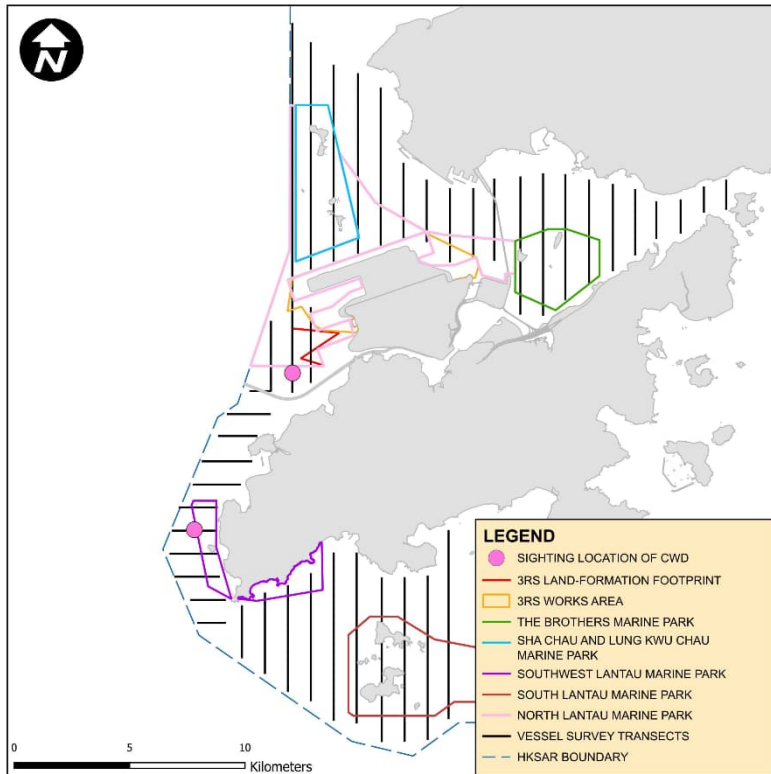 N
LEGEND
SIGHTING LOCATION OF CWD
3RS LAND-FORMATION FOOTPRINT
3RS WORKS AREA
THE BROTHERS MARINE PARK
SHA CHAU AND LUNG KWU CHAU
MARINE PARK
SOUTHWEST LANTAU MARINE PARK
SOUTH LANTAU MARINE PARK
NORTH LANTAU MARINE PARK
VESSEL SURVEY TRANSECTS
HKSAR BOUNDARY
0 5 10
Kilometers